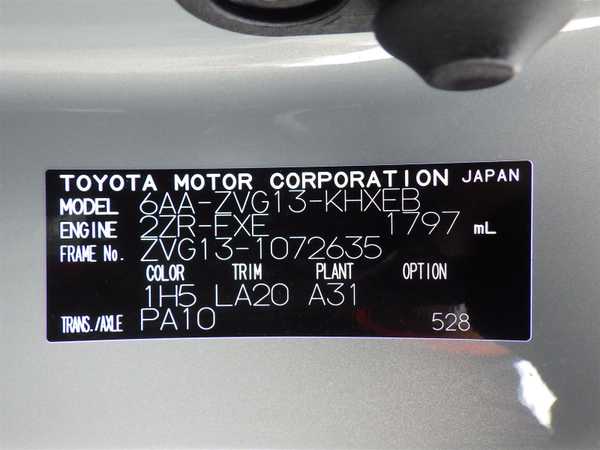 TOYOTA MOTOR CORPORATION JAPAN
MODEL 6AA-ZVG13-KHXEB
ENGINE 2ZR-FXE 1797 mL
FRAME No. ZVG13-1072635
COLOR TRIM PLANT OPTION
1H5 LA20 A31
TRANS./AXLE PA10 528